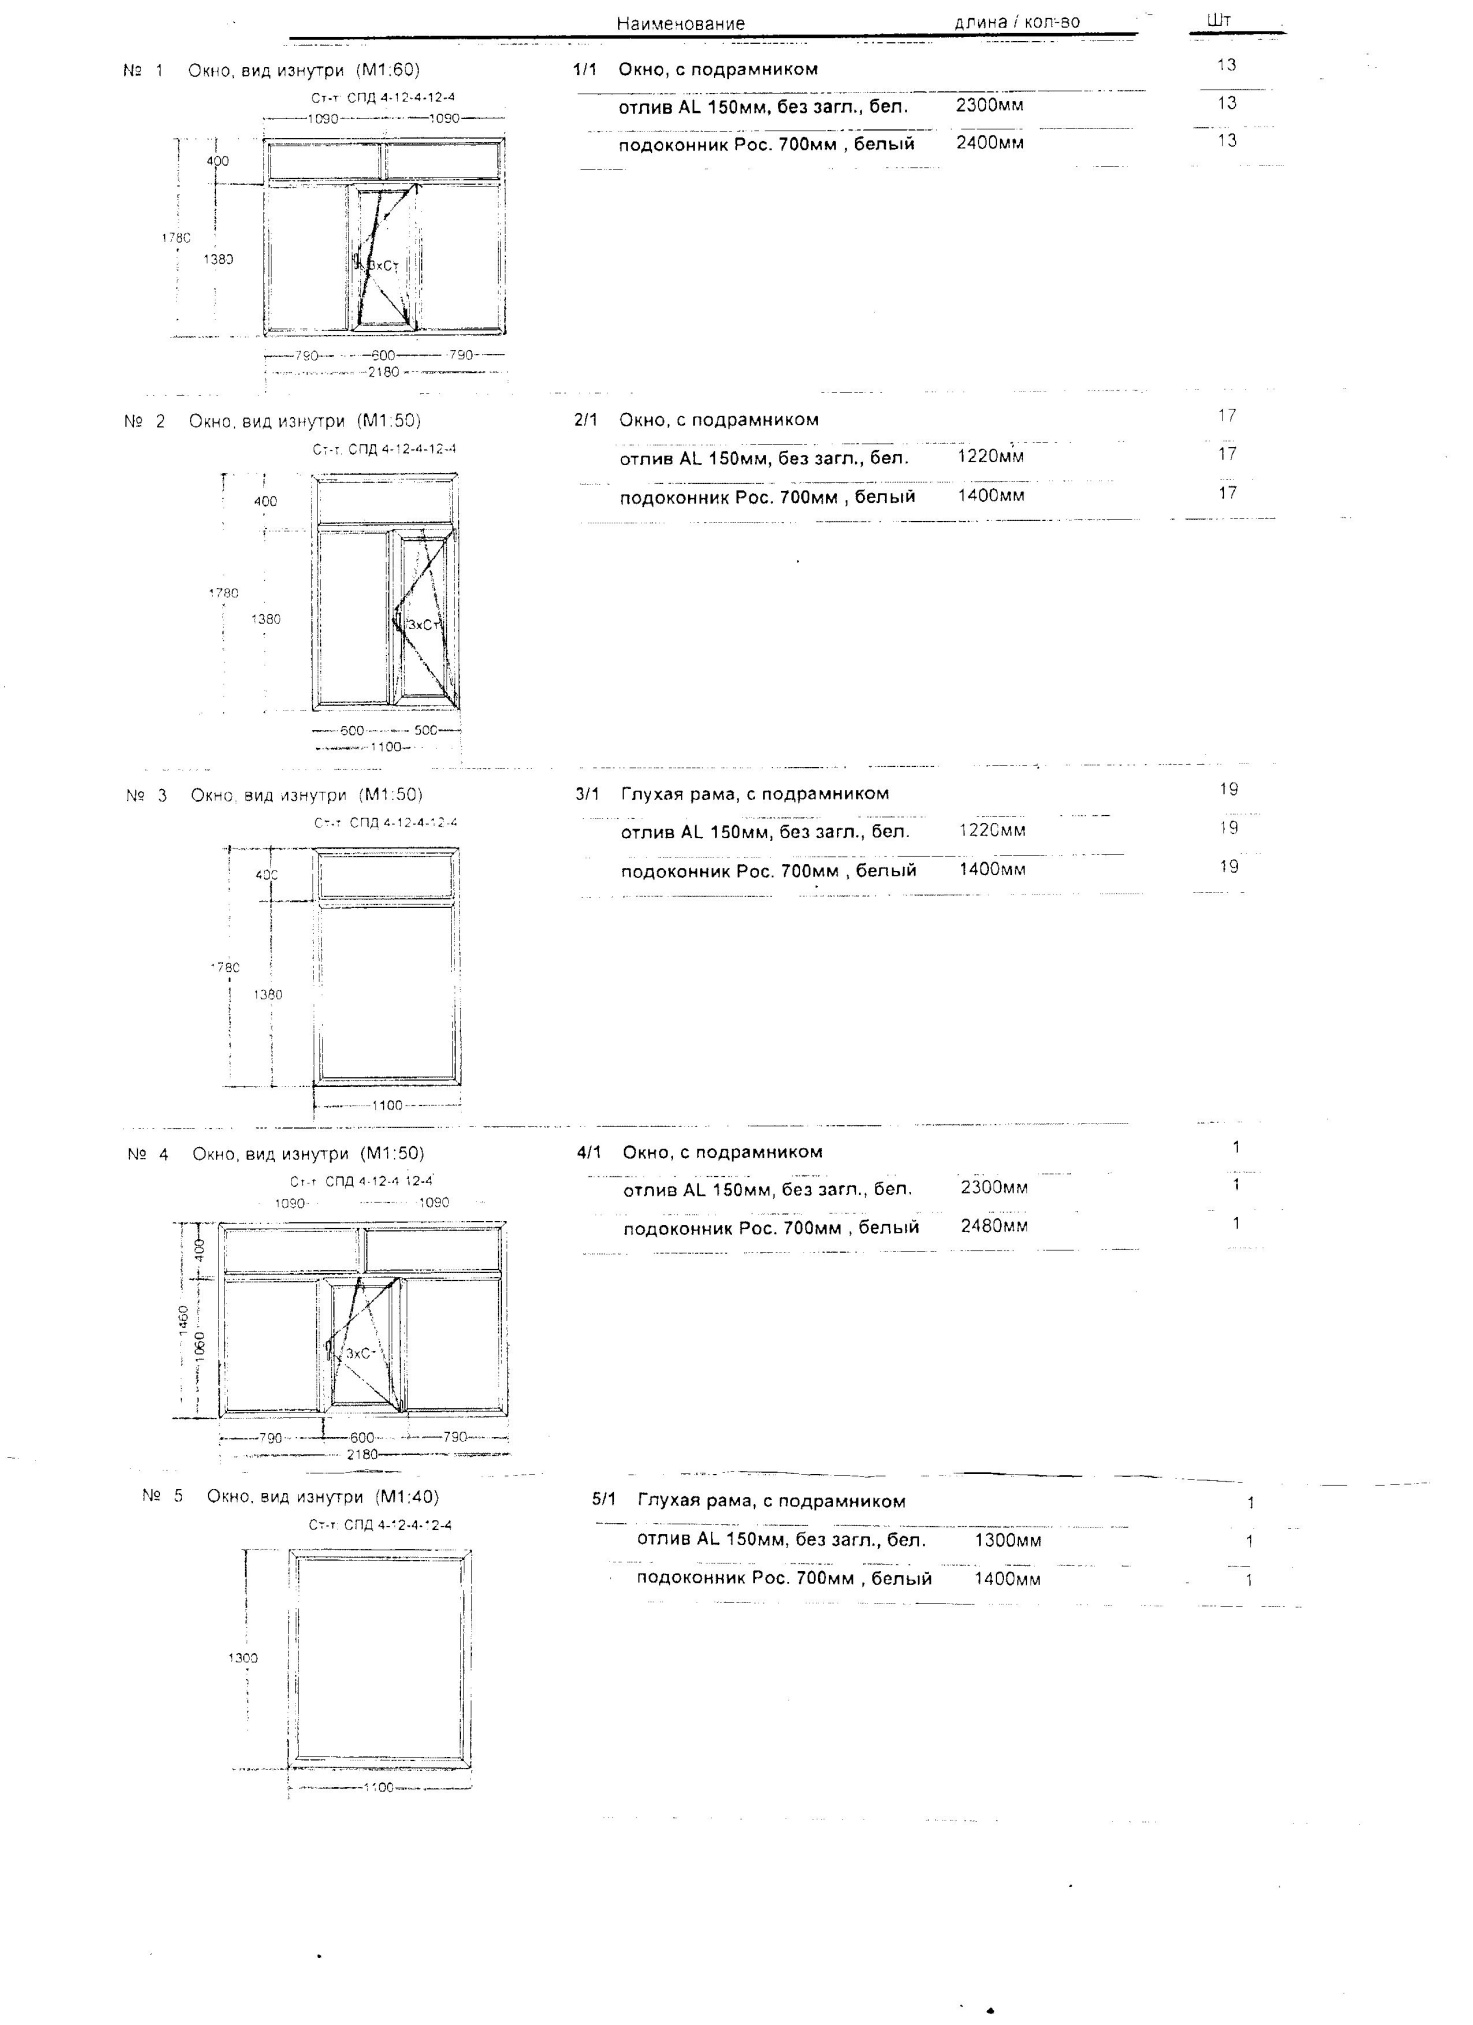 Наименование длина / кол-во Шт
№ 1 Окно, вид изнутри (М1:60) 1/1 Окно, с подрамником 13
Ст-т: СПД 4-12-4-12-4
отлив AL 150мм, без загл., бел. 2300мм 13
1090 1090
подоконник Рос. 700мм , белый 2400мм 13
400
1780
1380
3хСт
790 600 790
2180
№ 2 Окно, вид изнутри (М1:50) 2/1 Окно, с подрамником 17
Ст-т: СПД 4-12-4-12-4
отлив AL 150мм, без загл., бел. 1220мм 17
подоконник Рос. 700мм , белый 1400мм 17
400
1780
1380
3хСт
600 500
1100
№ 3 Окно, вид изнутри (М1:50) 3/1 Глухая рама, с подрамником 19
Ст-т: СПД 4-12-4-12-4
отлив AL 150мм, без загл., бел. 1220мм 19
подоконник Рос. 700мм , белый 1400мм 19
400
1780
1380
1100
№ 4 Окно, вид изнутри (М1:50) 4/1 Окно, с подрамником 1
Ст-т: СПД 4-12-4-12-4
отлив AL 150мм, без загл., бел. 2300мм 1
1090 1090
подоконник Рос. 700мм , белый 2480мм 1
400
1460
1060
3хСт
790 600 790
2180
№ 5 Окно, вид изнутри (М1:40) 5/1 Глухая рама, с подрамником 1
Ст-т: СПД 4-12-4-12-4
отлив AL 150мм, без загл., бел. 1300мм 1
подоконник Рос. 700мм , белый 1400мм 1
1300
1100